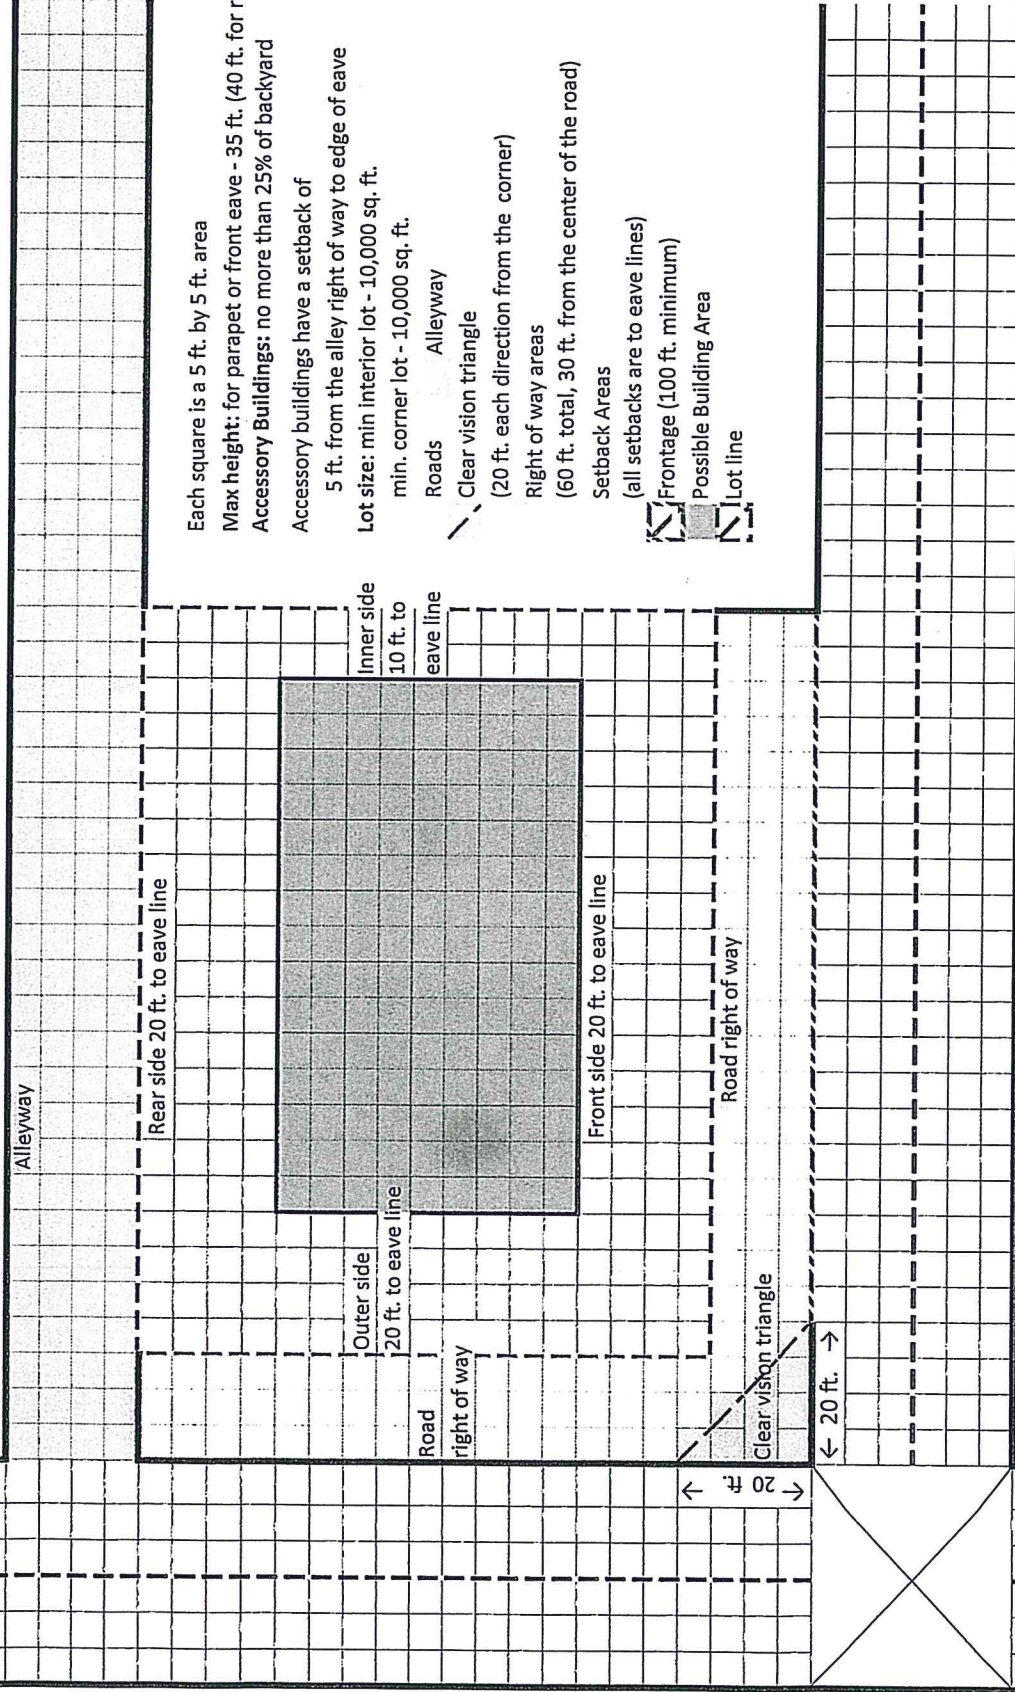 Alleyway
Rear side 20 ft. to eave line
Outer side
20 ft. to eave line
Inner side
10 ft. to
eave line
Front side 20 ft. to eave line
Road
right of way
Road right of way
Clear vision triangle
← 20 ft. →
← 20 ft. →
Each square is a 5 ft. by 5 ft. area
Max height: for parapet or front eave - 35 ft. (40 ft. for r
Accessory Buildings: no more than 25% of backyard
Accessory buildings have a setback of
5 ft. from the alley right of way to edge of eave
Lot size: min interior lot - 10,000 sq. ft.
min. corner lot - 10,000 sq. ft.
Roads Alleyway
Clear vision triangle
(20 ft. each direction from the corner)
Right of way areas
(60 ft. total, 30 ft. from the center of the road)
Setback Areas
(all setbacks are to eave lines)
Frontage (100 ft. minimum)
Possible Building Area
Lot line